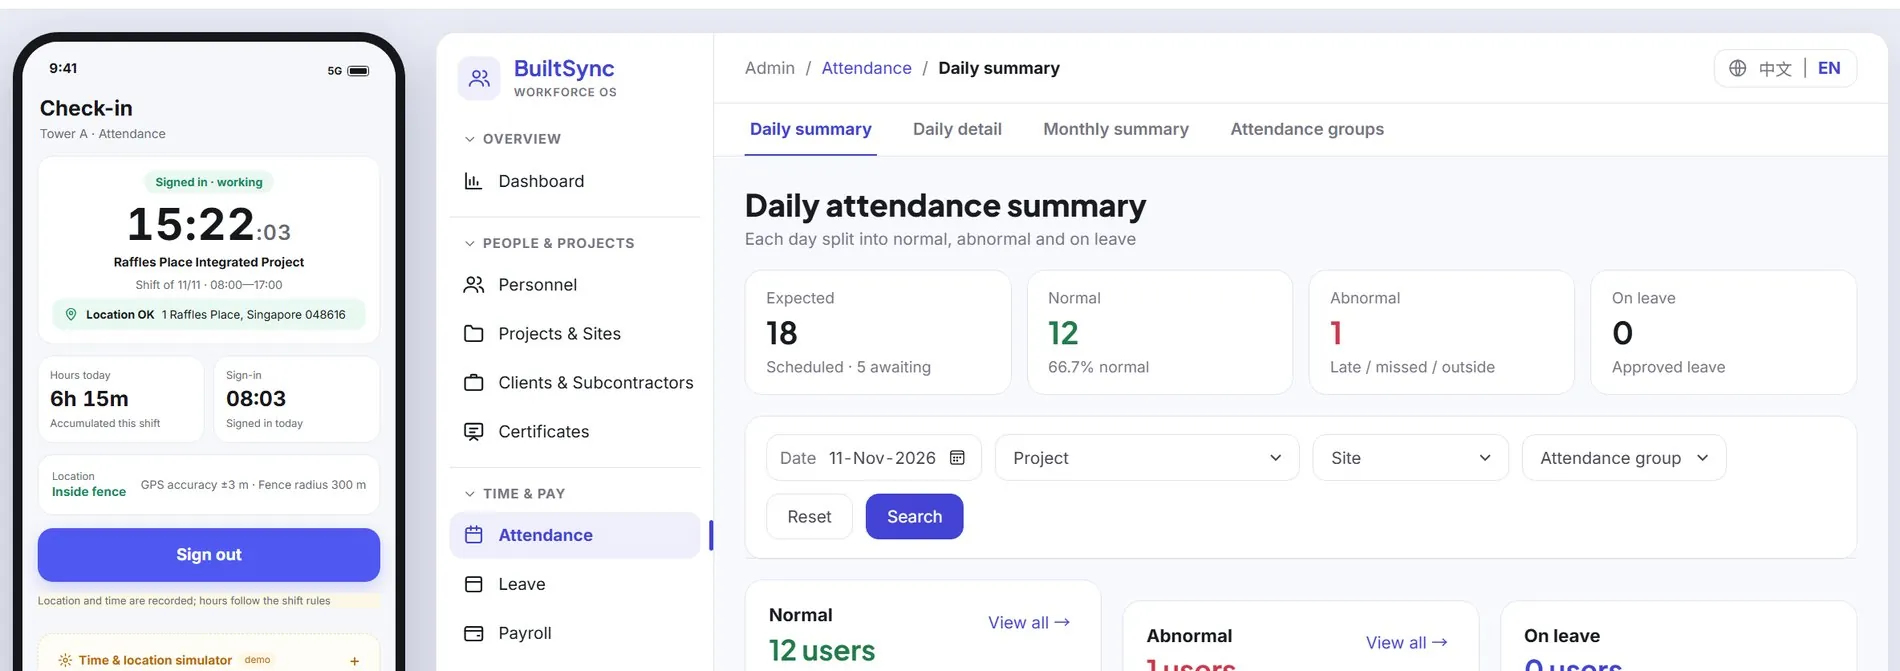 9:41
5G
Check-in
Tower A · Attendance
Signed in · working
15:22:03
Raffles Place Integrated Project
Shift of 11/11 · 08:00—17:00
Location OK 1 Raffles Place, Singapore 048616
Hours today
6h 15m
Accumulated this shift
Sign-in
08:03
Signed in today
Location
Inside fence
GPS accuracy ±3 m · Fence radius 300 m
Sign out
Location and time are recorded; hours follow the shift rules
Time & location simulator demo +
BuiltSync
WORKFORCE OS
OVERVIEW
Dashboard
PEOPLE & PROJECTS
Personnel
Projects & Sites
Clients & Subcontractors
Certificates
TIME & PAY
Attendance
Leave
Payroll
Admin / Attendance / Daily summary
中文 | EN
Daily summary Daily detail Monthly summary Attendance groups
Daily attendance summary
Each day split into normal, abnormal and on leave
Expected
18
Scheduled · 5 awaiting
Normal
12
66.7% normal
Abnormal
1
Late / missed / outside
On leave
0
Approved leave
Date 11-Nov-2026 Project Site Attendance group
Reset Search
Normal
View all →
12 users
Abnormal
View all →
1 users
On leave
0 users